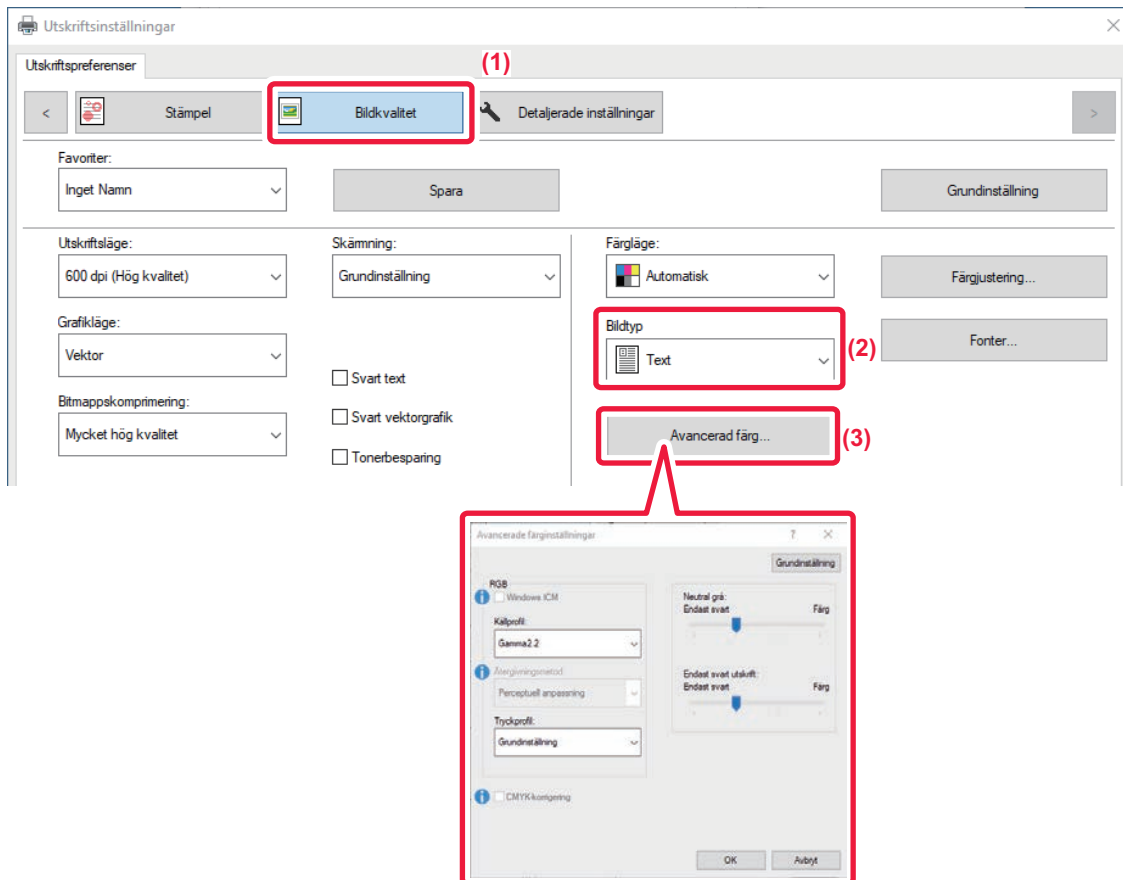 Utskriftsinställningar
Utskriftspreferenser
(1)
< Stämpel Bildkvalitet Detaljerade inställningar >
Favoriter:
Inget Namn Spara Grundinställning
Utskriftsläge: Skärmning: Färgläge:
600 dpi (Hög kvalitet) Grundinställning Automatisk Färgjustering...
Grafikläge: Bildtyp
Vektor Text (2) Fonter...
Svart text
Bitmappskomprimering: Svart vektorgrafik
Mycket hög kvalitet Avancerad färg... (3)
Tonerbesparing
Avancerade färginställningar ?
Grundinställning
RGB
Windows ICM
Källprofil:
Gamma2.2
Återgivningsmetod
Perceptuell anpassning
Tryckprofil:
Grundinställning
CMYK-korrigering
Neutral grå:
Endast svart Färg
Endast svart utskrift:
Endast svart Färg
OK Avbryt